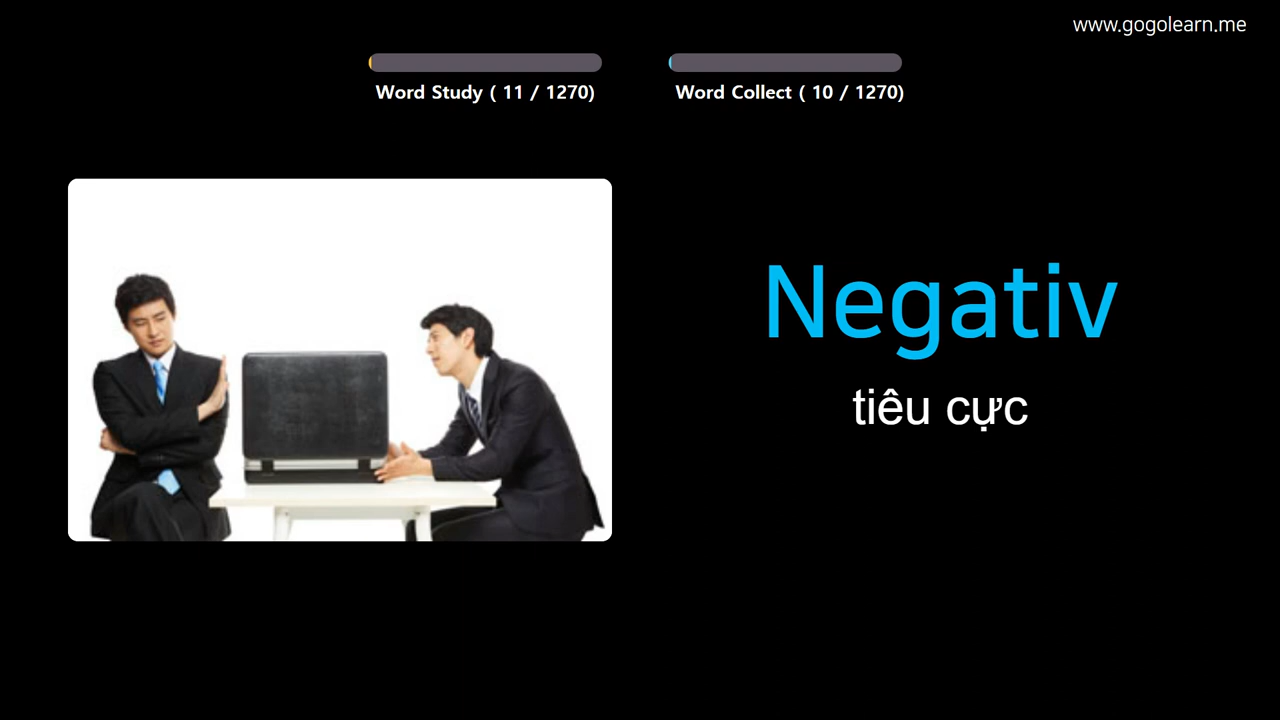 www.gogolearn.me
Word Study ( 11 / 1270)
Word Collect ( 10 / 1270)
Negativ
tiêu cực